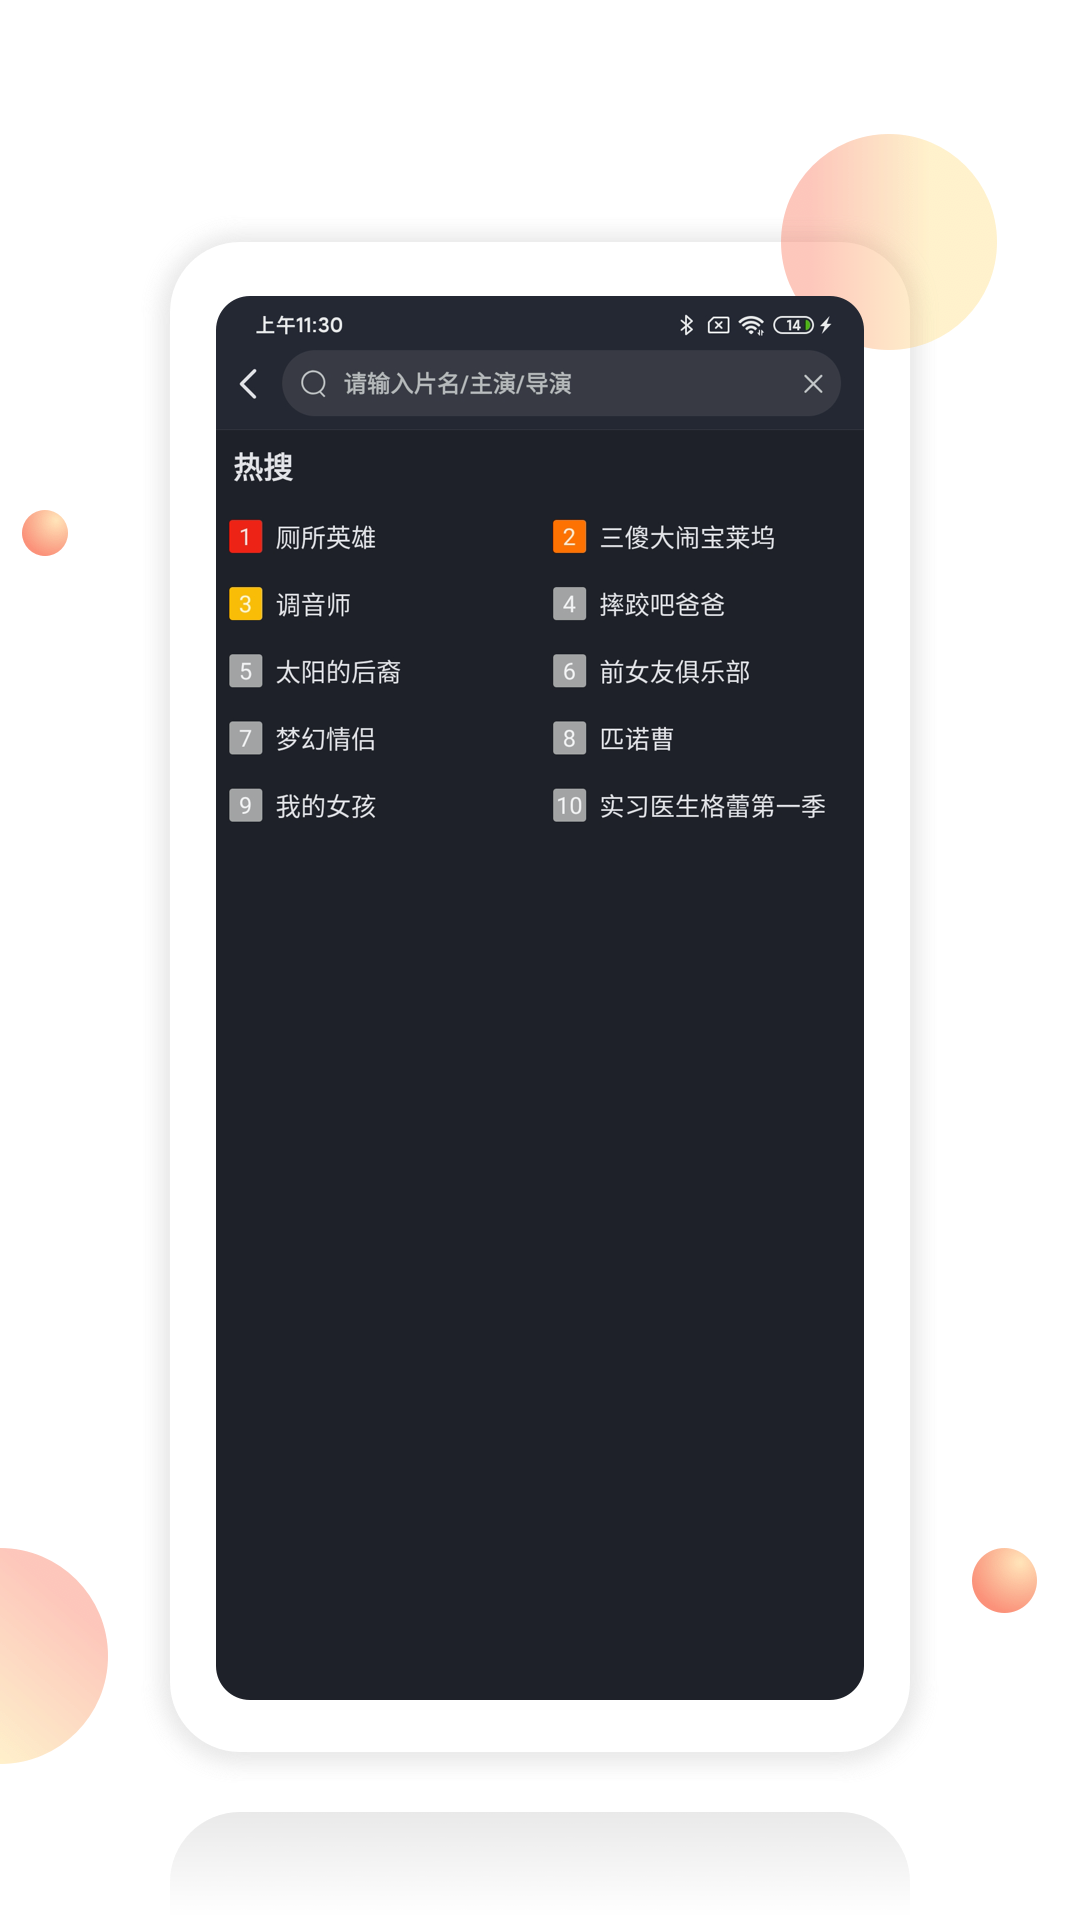 上午11:30
14
请输入片名/主演/导演
热搜
1 厕所英雄
2 三傻大闹宝莱坞
3 调音师
4 摔跤吧爸爸
5 太阳的后裔
6 前女友俱乐部
7 梦幻情侣
8 匹诺曹
9 我的女孩
10 实习医生格蕾第一季